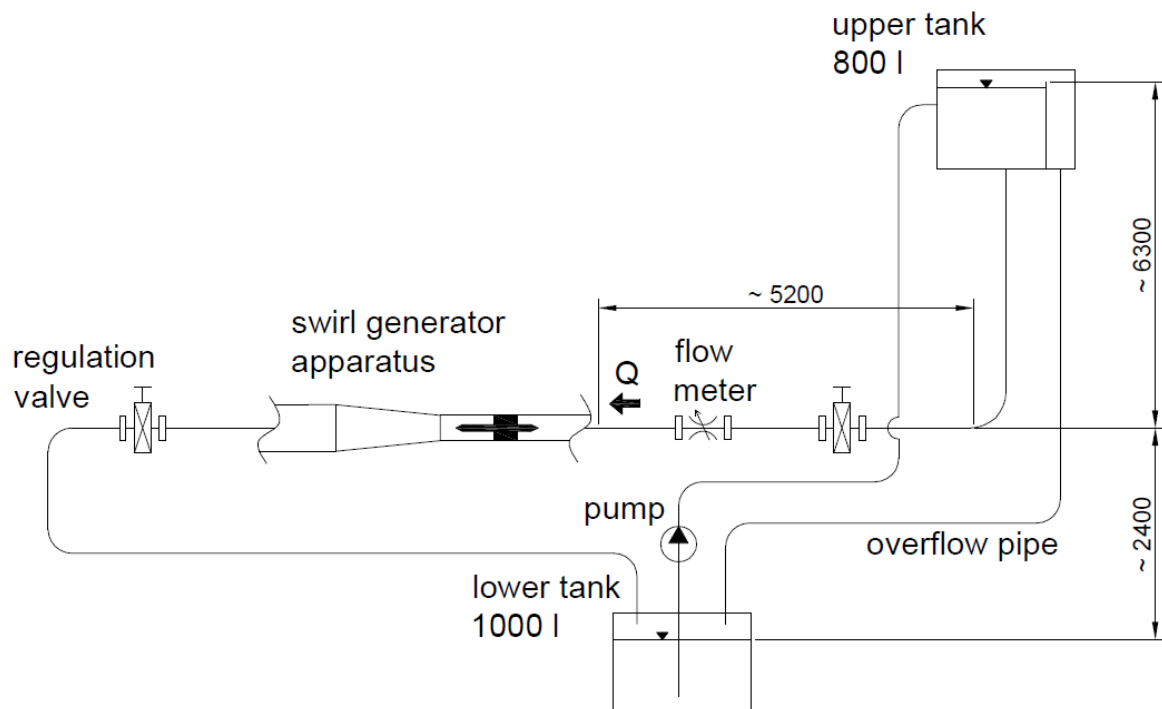 upper tank
800 l
~ 6300
~ 5200
swirl generator
apparatus
flow
meter
Q
regulation
valve
pump
overflow pipe
~ 2400
lower tank
1000 l